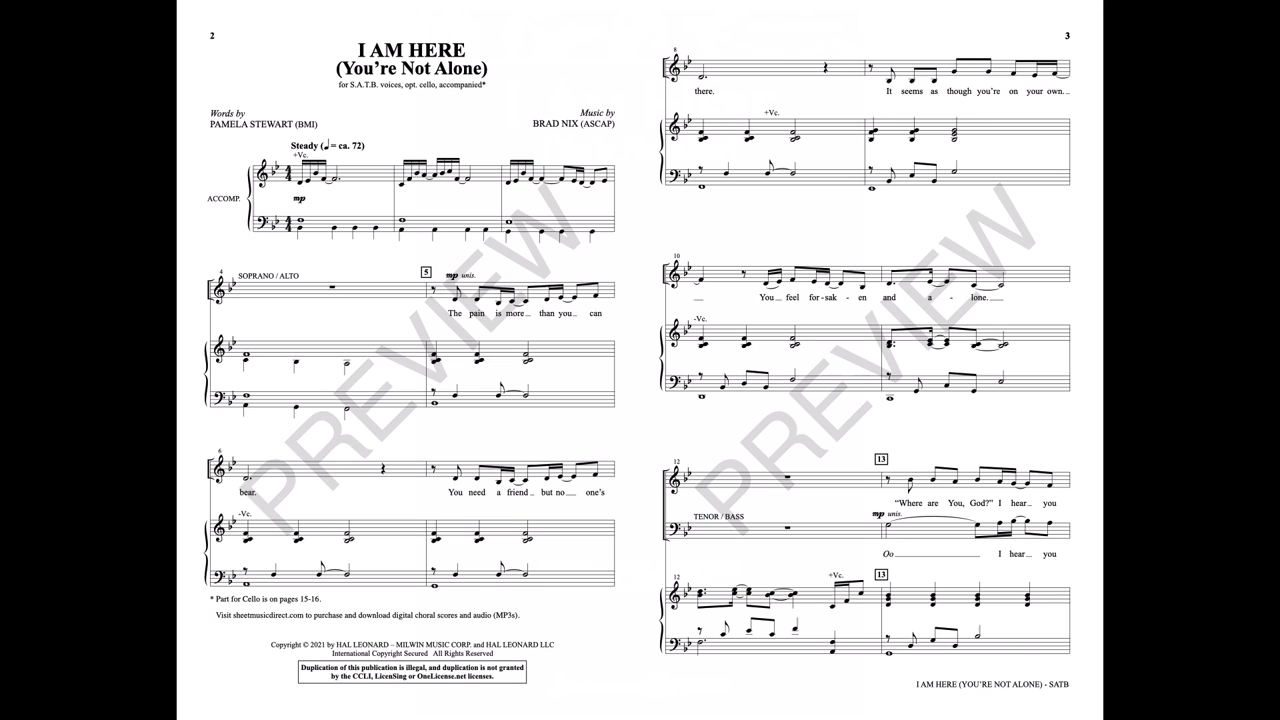 2
I AM HERE
(You're Not Alone)
for S.A.T.B. voices, opt. cello, accompanied*
Words by
PAMELA STEWART (BMI)
Music by
BRAD NIX (ASCAP)
Steady (♩= ca. 72)
+Vc.
ACCOMP.
mp
4
SOPRANO / ALTO
5
mp unis.
The pain is more than you can
6
bear. You need a friend but no one's
-Vc.
* Part for Cello is on pages 15-16.
Visit sheetmusicdirect.com to purchase and download digital choral scores and audio (MP3s).
Copyright © 2021 by HAL LEONARD – MILWIN MUSIC CORP. and HAL LEONARD LLC
International Copyright Secured All Rights Reserved
Duplication of this publication is illegal, and duplication is not granted
by the CCLI, LicenSing or OneLicense.net licenses.
PREVIEW
3
8
there. It seems as though you're on your own.
+Vc.
10
You feel for-sak-en and a-lone.
-Vc.
12
13
"Where are You, God?" I hear you
TENOR / BASS
mp unis.
Oo I hear you
12
+Vc.
13
PREVIEW
I AM HERE (YOU'RE NOT ALONE) - SATB